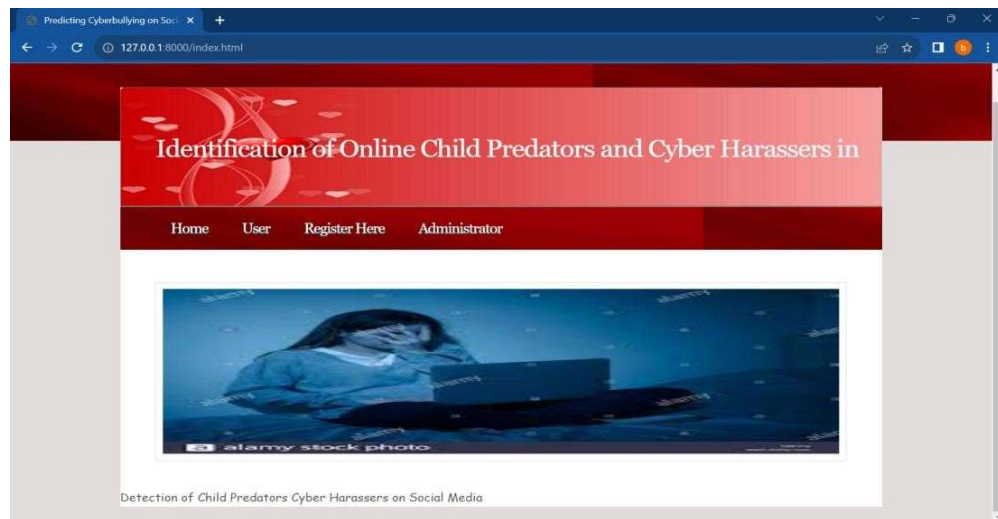 Predicting Cyberbullying on Soci
127.0.0.1:8000/index.html
b
Identification of Online Child Predators and Cyber Harassers in
Home User Register Here Administrator
alamy alamy
alamy
alamy alamy
alamy
a alamy stock photo
Detection of Child Predators Cyber Harassers on Social Media